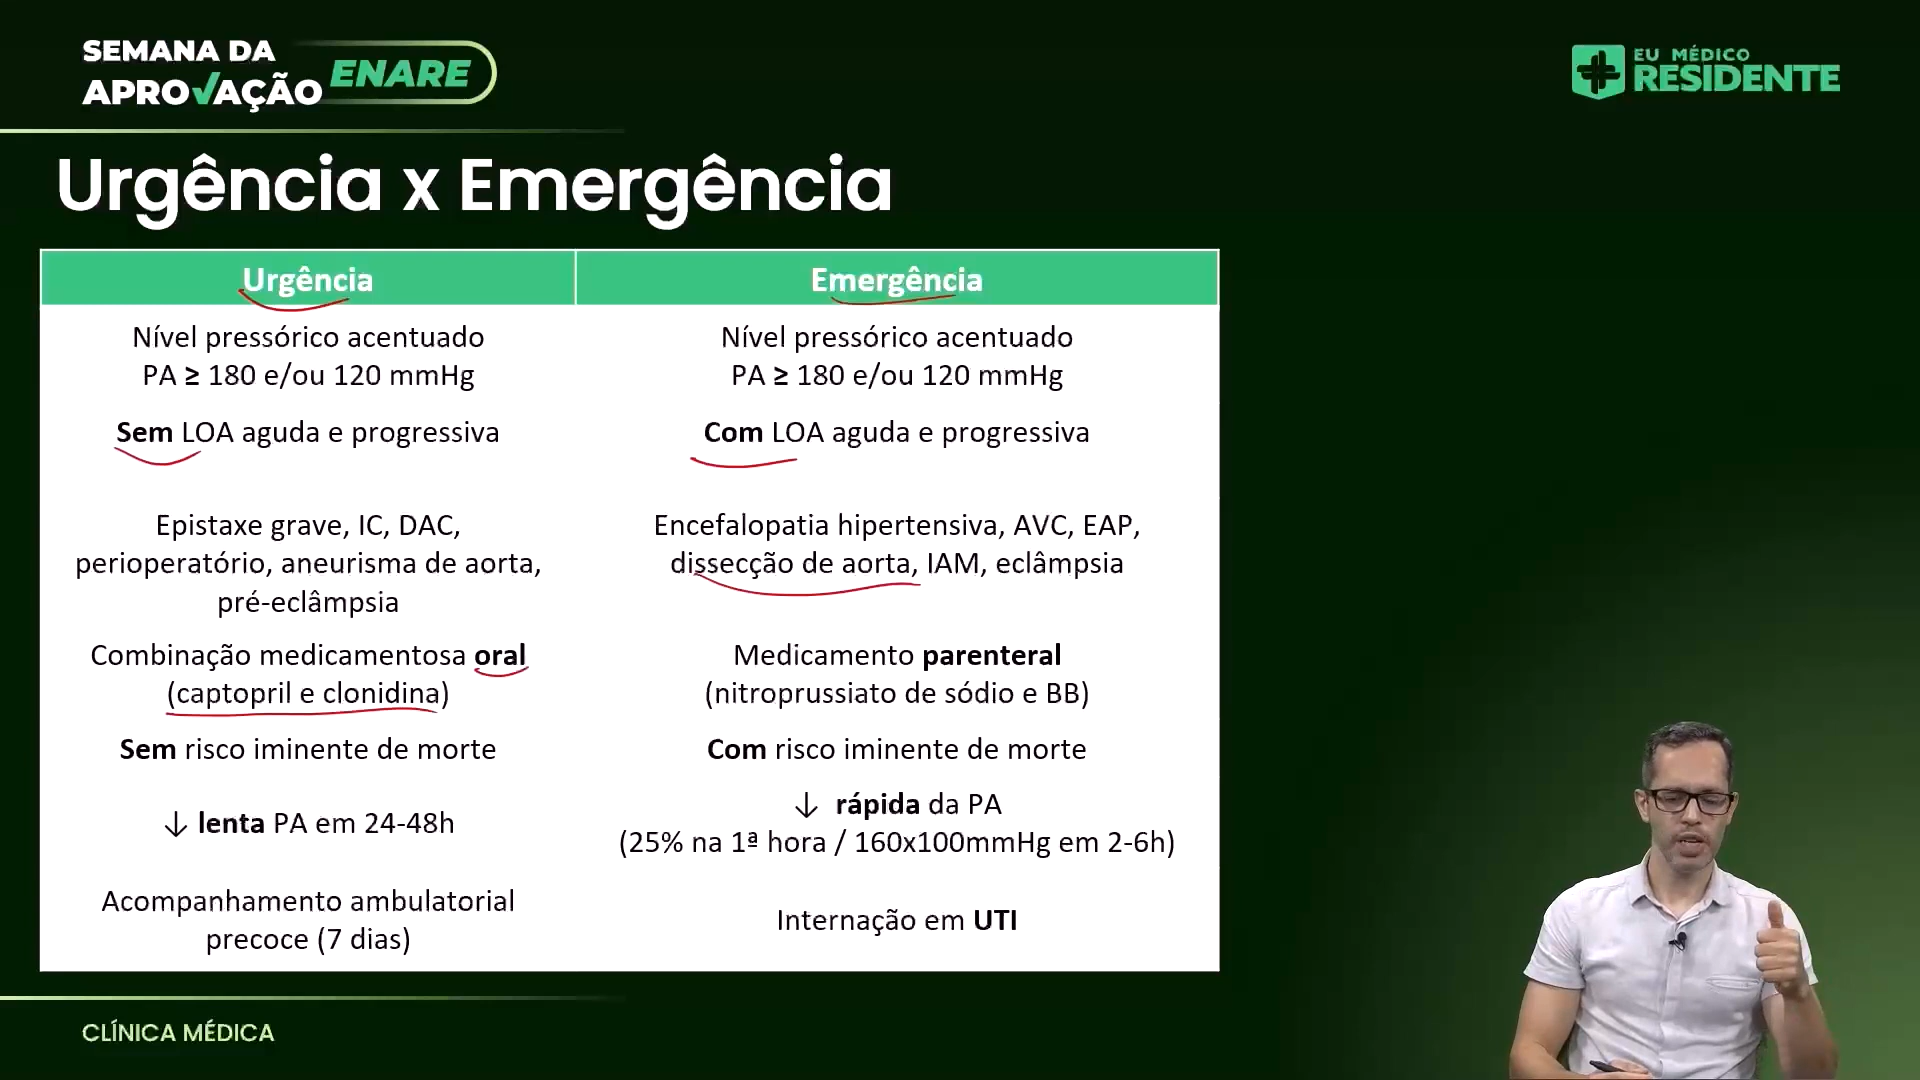 SEMANA DA
APROVAÇÃO ENARE
EU MÉDICO
RESIDENTE
Urgência x Emergência
Urgência
Emergência
Nível pressórico acentuado
PA ≥ 180 e/ou 120 mmHg
Nível pressórico acentuado
PA ≥ 180 e/ou 120 mmHg
Sem LOA aguda e progressiva
Com LOA aguda e progressiva
Epistaxe grave, IC, DAC,
perioperatório, aneurisma de aorta,
pré-eclâmpsia
Encefalopatia hipertensiva, AVC, EAP,
dissecção de aorta, IAM, eclâmpsia
Combinação medicamentosa oral
(captopril e clonidina)
Medicamento parenteral
(nitroprussiato de sódio e BB)
Sem risco iminente de morte
Com risco iminente de morte
↓ lenta PA em 24-48h
↓ rápida da PA
(25% na 1ª hora / 160x100mmHg em 2-6h)
Acompanhamento ambulatorial
precoce (7 dias)
Internação em UTI
CLÍNICA MÉDICA